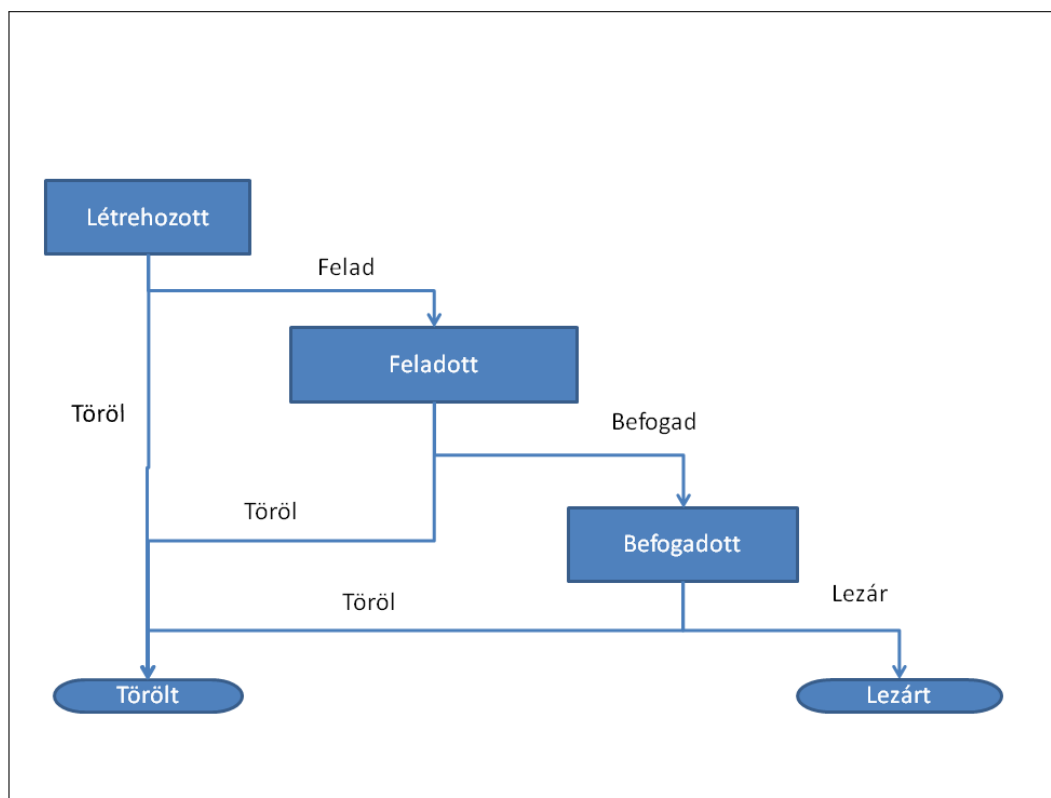 Létrehozott
Felad
Feladott
Töröl
Befogad
Töröl
Befogadott
Töröl
Lezár
Törölt
Lezárt